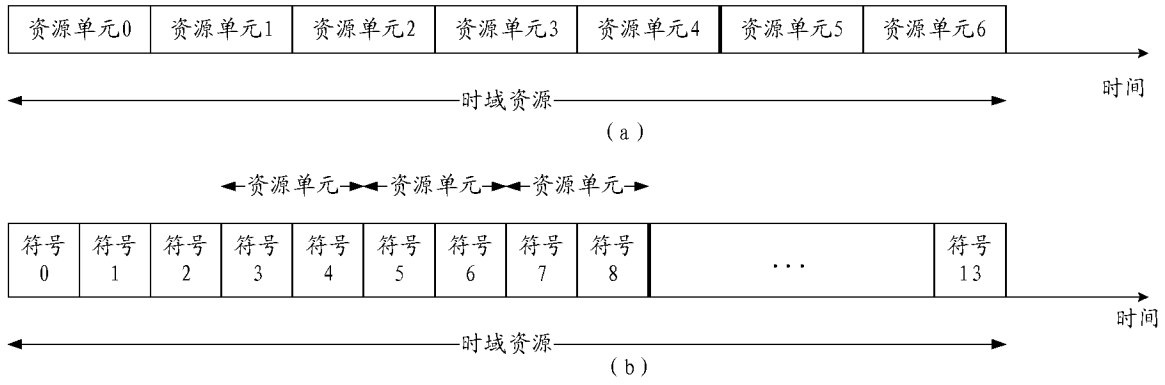 资源单元0 资源单元1 资源单元2 资源单元3 资源单元4 资源单元5 资源单元6
时间
时域资源
(a)
资源单元 资源单元 资源单元
符号0 符号1 符号2 符号3 符号4 符号5 符号6 符号7 符号8 ... 符号13
时间
时域资源
(b)